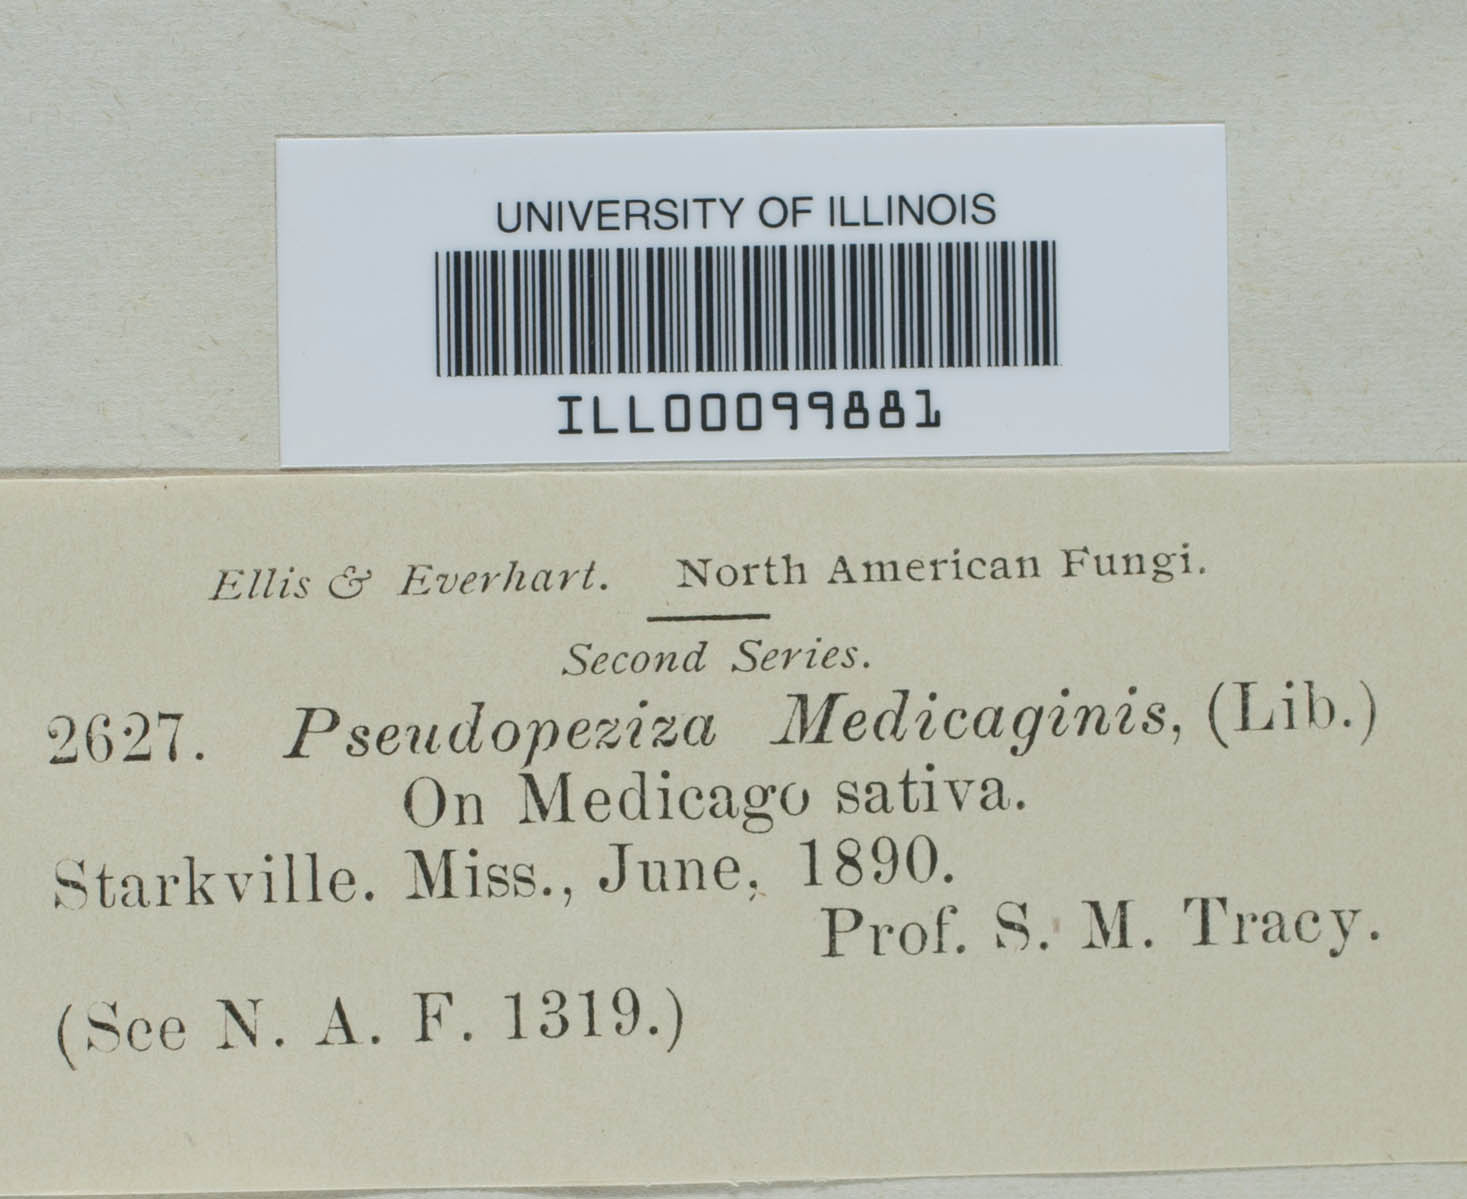 UNIVERSITY OF ILLINOIS
ILL00099881
Ellis & Everhart. North American Fungi.
Second Series.
2627. Pseudopeziza Medicaginis, (Lib.)
On Medicago sativa.
Starkville. Miss., June, 1890.
Prof. S. M. Tracy.
(See N. A. F. 1319.)